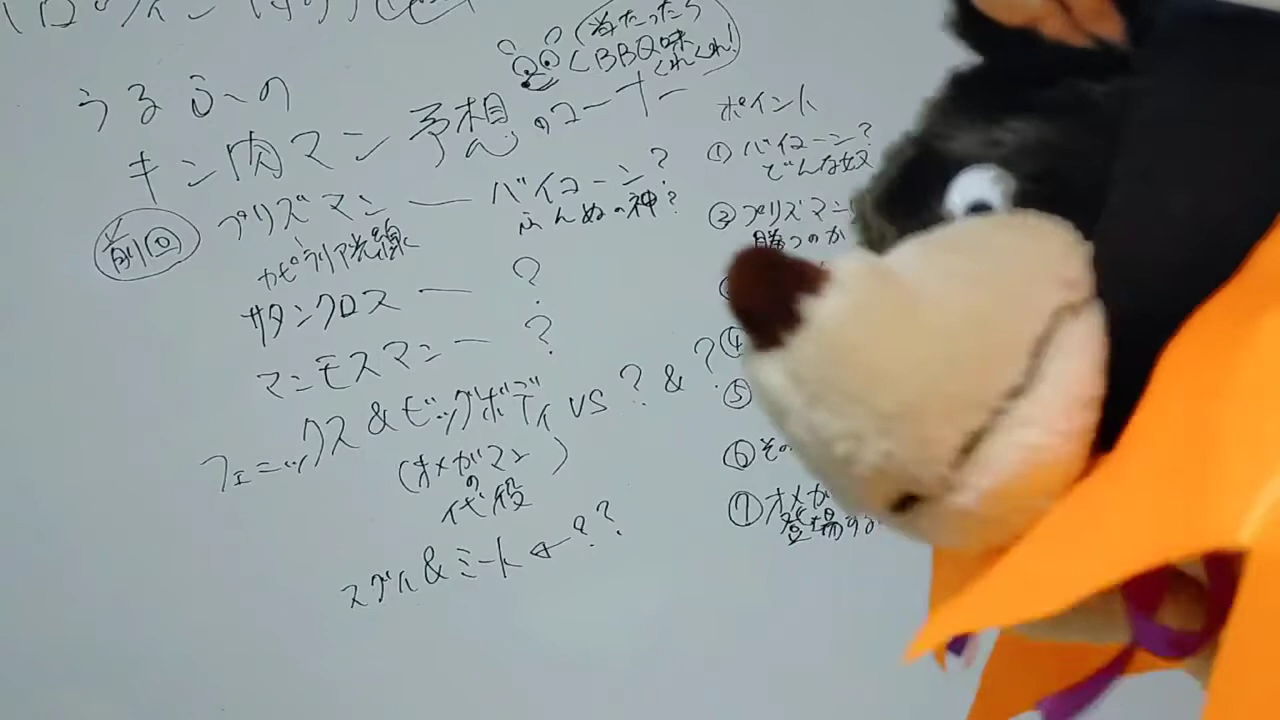 うるふ〜の
キン肉マン予想のコーナー
(当たったら
BBQ味
くれくれ!)
前回
プリズマン ― バイコーン?
ふんぬの神?
カピラリア光線
サタンクロス ― ?
マンモスマン ― ?
フェニックス&ビッグボディ VS ? & ?
(オメガマン
の
代役)
スグル&ミート ← ??
ポイント
① バイコーン?
どんな奴
② プリズマン
勝つのか
④
⑤
⑥ その
⑦ オメガ
登場する